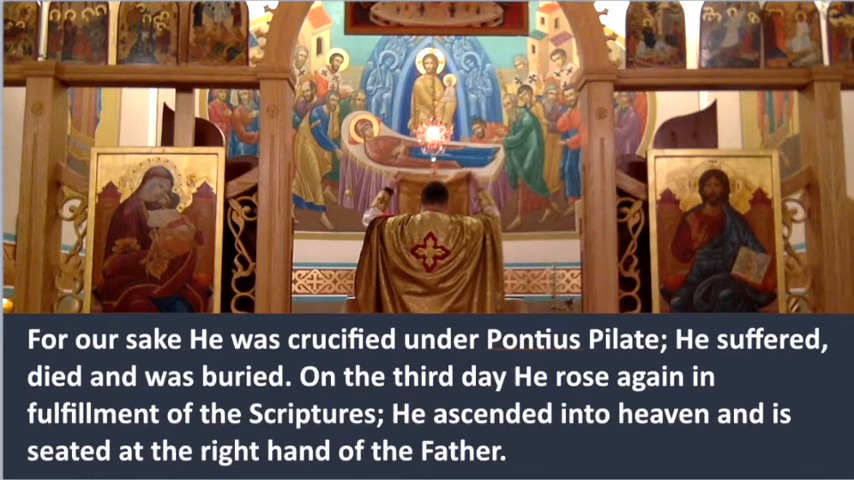 For our sake He was crucified under Pontius Pilate; He suffered,
died and was buried. On the third day He rose again in
fulfillment of the Scriptures; He ascended into heaven and is
seated at the right hand of the Father.